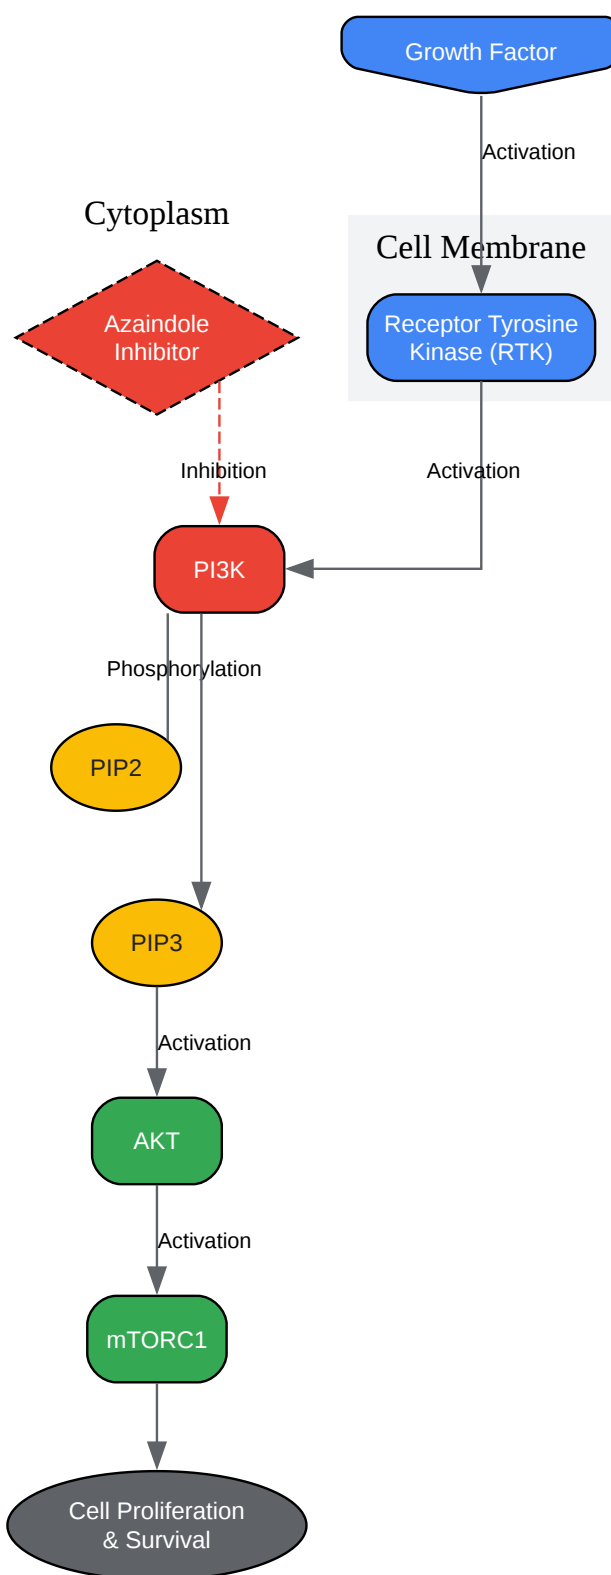 Growth Factor
Activation
Cytoplasm
Cell Membrane
Azaindole
Inhibitor
Receptor Tyrosine
Kinase (RTK)
Inhibition
Activation
PI3K
Phosphorylation
PIP2
PIP3
Activation
AKT
Activation
mTORC1
Cell Proliferation
& Survival